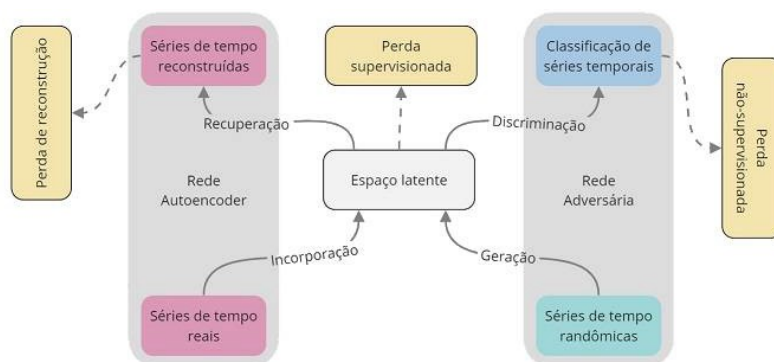 Séries de tempo
reconstruídas
Perda
supervisionada
Classificação de
séries temporais
Perda de reconstrução
Perda
não-supervisionada
Recuperação
Discriminação
Rede
Autoencoder
Espaço latente
Rede
Adversária
Incorporação
Geração
Séries de tempo
reais
Séries de tempo
randômicas